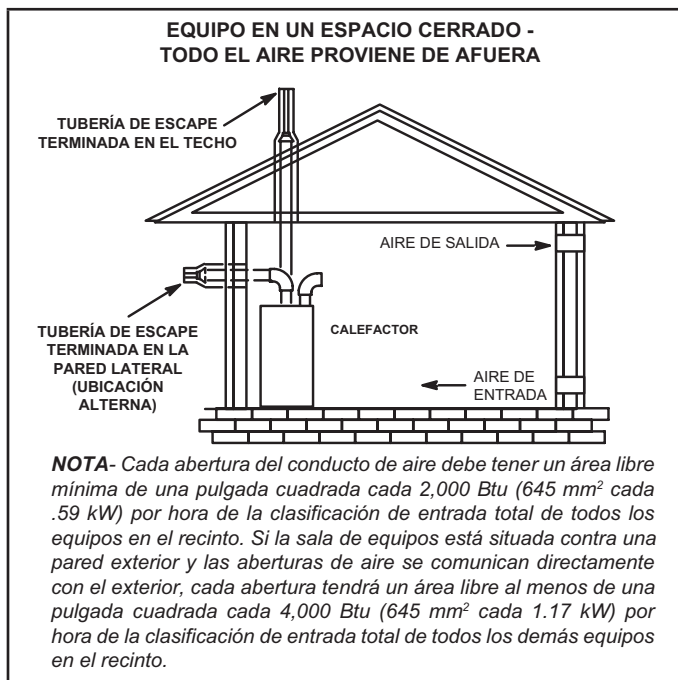 EQUIPO EN UN ESPACIO CERRADO -
TODO EL AIRE PROVIENE DE AFUERA
TUBERÍA DE ESCAPE
TERMINADA EN EL TECHO
AIRE DE SALIDA
TUBERÍA DE ESCAPE
TERMINADA EN LA
PARED LATERAL
(UBICACIÓN
ALTERNA)
CALEFACTOR
AIRE DE
ENTRADA
NOTA- Cada abertura del conducto de aire debe tener un área libre
mínima de una pulgada cuadrada cada 2,000 Btu (645 mm² cada
.59 kW) por hora de la clasificación de entrada total de todos los
equipos en el recinto. Si la sala de equipos está situada contra una
pared exterior y las aberturas de aire se comunican directamente
con el exterior, cada abertura tendrá un área libre al menos de una
pulgada cuadrada cada 4,000 Btu (645 mm² cada 1.17 kW) por
hora de la clasificación de entrada total de todos los demás equipos
en el recinto.